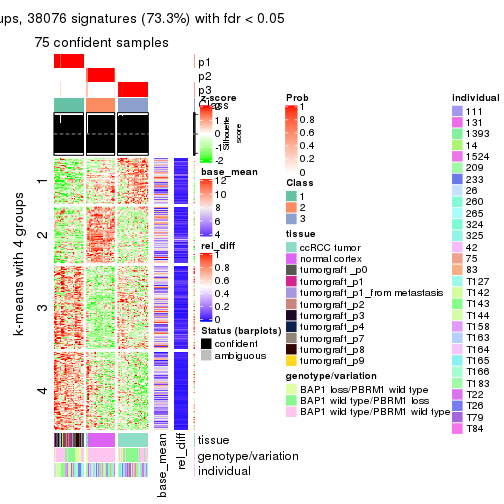 ups, 38076 signatures (73.3%) with fdr < 0.05
75 confident samples
p1
p2
p3
Class
Silhouette
score
1
2
3
4
k-means with 4 groups
tissue
genotype/variation
individual
base_mean
rel_diff
z-score
2
1
0
-1
-2
base_mean
12
10
8
6
4
rel_diff
1
0.8
0.6
0.4
0.2
0
Status (barplots)
confident
ambiguous
Prob
1
0.8
0.6
0.4
0.2
0
Class
1
2
3
tissue
ccRCC tumor
normal cortex
tumorgraft _p0
tumorgraft_p1
tumorgraft_p1_from metastasis
tumorgraft_p2
tumorgraft_p3
tumorgraft_p4
tumorgraft_p7
tumorgraft_p8
tumorgraft_p9
genotype/variation
BAP1 loss/PBRM1 wild type
BAP1 wild type/PBRM1 loss
BAP1 wild type/PBRM1 wild type
individual
111
131
1393
14
1524
209
233
26
260
265
324
325
42
75
83
T127
T142
T143
T144
T158
T163
T164
T165
T166
T183
T22
T26
T79
T84